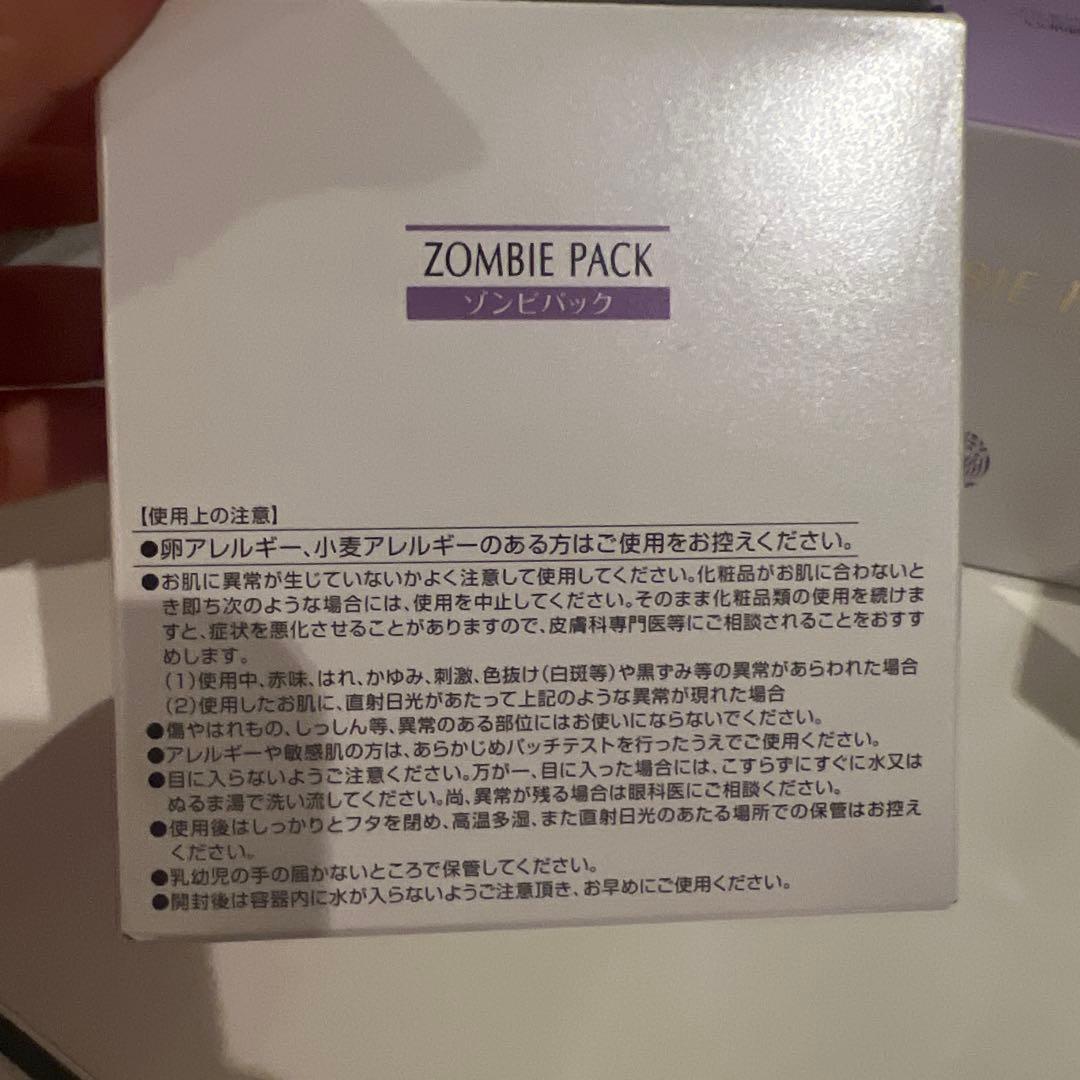 ZOMBIE PACK
ゾンビパック
【使用上の注意】
●卵アレルギー、小麦アレルギーのある方はご使用をお控えください。
●お肌に異常が生じていないかよく注意して使用してください。化粧品がお肌に合わないと
き即ち次のような場合には、使用を中止してください。そのまま化粧品類の使用を続けま
すと、症状を悪化させることがありますので、皮膚科専門医等にご相談されることをおすす
めします。
(1)使用中、赤味、はれ、かゆみ、刺激、色抜け(白斑等)や黒ずみ等の異常があらわれた場合
(2)使用したお肌に、直射日光があたって上記のような異常が現れた場合
●傷やはれもの、しっしん等、異常のある部位にはお使いにならないでください。
●アレルギーや敏感肌の方は、あらかじめパッチテストを行ったうえでご使用ください。
●目に入らないようご注意ください。万が一、目に入った場合には、こすらずにすぐに水又は
ぬるま湯で洗い流してください。尚、異常が残る場合は眼科医にご相談ください。
●使用後はしっかりとフタを閉め、高温多湿、また直射日光のあたる場所での保管はお控え
ください。
●乳幼児の手の届かないところで保管してください。
●開封後は容器内に水が入らないようご注意頂き、お早めにご使用ください。
BIE